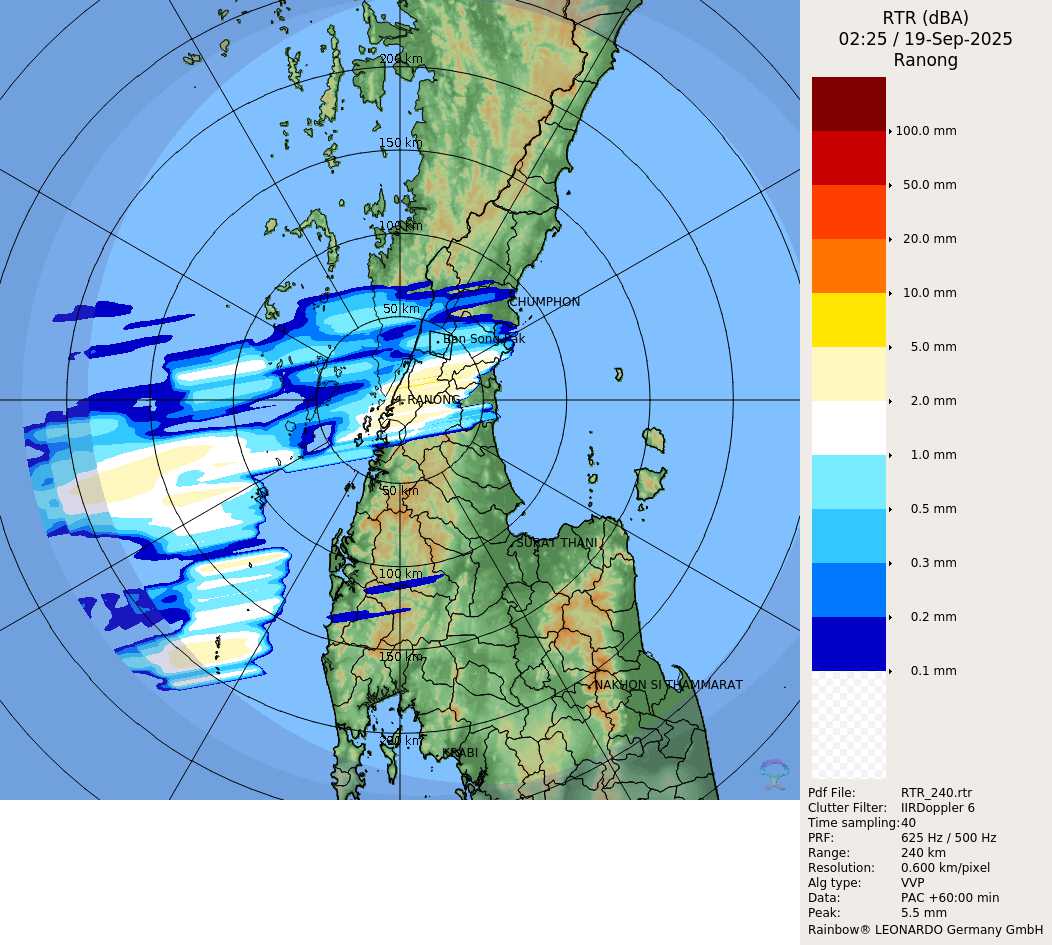 RTR (dBA)
02:25 / 19-Sep-2025
Ranong
200 km
150 km
100 km
50 km
CHUMPHON
Ban Song Pak
RANONG
50 km
SURAT THANI
100 km
150 km
NAKHON SI THAMMARAT
200 km
KRABI
100.0 mm
50.0 mm
20.0 mm
10.0 mm
5.0 mm
2.0 mm
1.0 mm
0.5 mm
0.3 mm
0.2 mm
0.1 mm
Pdf File: RTR_240.rtr
Clutter Filter: IIRDoppler 6
Time sampling: 40
PRF: 625 Hz / 500 Hz
Range: 240 km
Resolution: 0.600 km/pixel
Alg type: VVP
Data: PAC +60:00 min
Peak: 5.5 mm
Rainbow® LEONARDO Germany GmbH